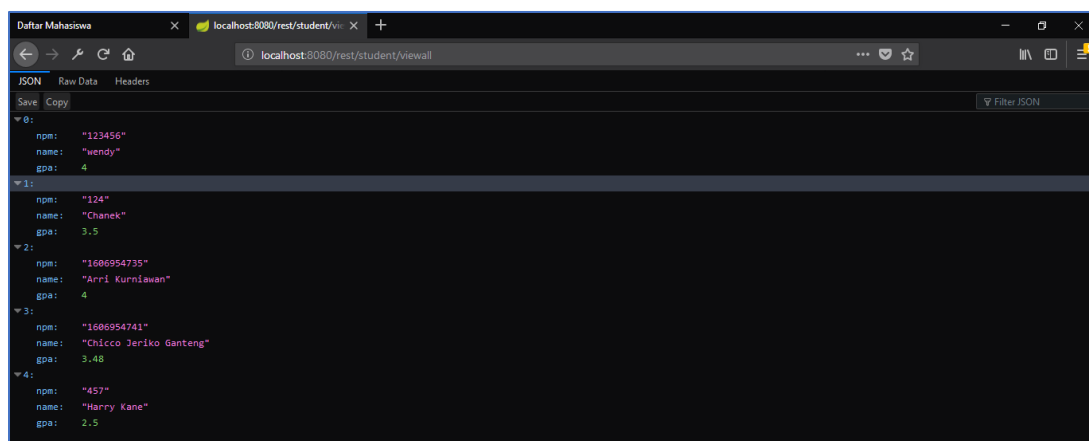 Daftar Mahasiswa localhost:8080/rest/student/vie
localhost:8080/rest/student/viewall
JSON Raw Data Headers
Save Copy Filter JSON
0:
npm: "123456"
name: "wendy"
gpa: 4
1:
npm: "124"
name: "Chanek"
gpa: 3.5
2:
npm: "1606954735"
name: "Arri Kurniawan"
gpa: 4
3:
npm: "1606954741"
name: "Chicco Jeriko Ganteng"
gpa: 3.48
4:
npm: "457"
name: "Harry Kane"
gpa: 2.5